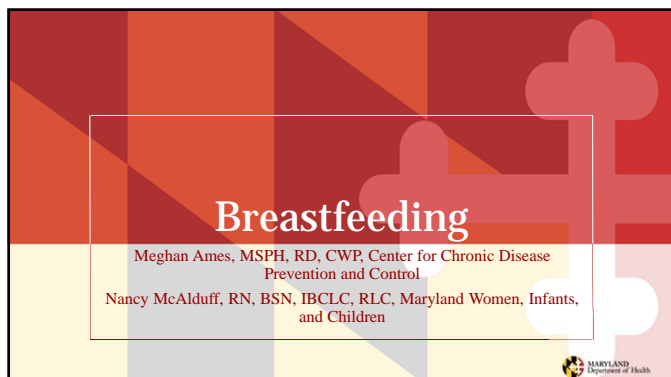 Breastfeeding
Meghan Ames, MSPH, RD, CWP, Center for Chronic Disease
Prevention and Control
Nancy McAlduff, RN, BSN, IBCLC, RLC, Maryland Women, Infants,
and Children
MARYLAND
Department of Health